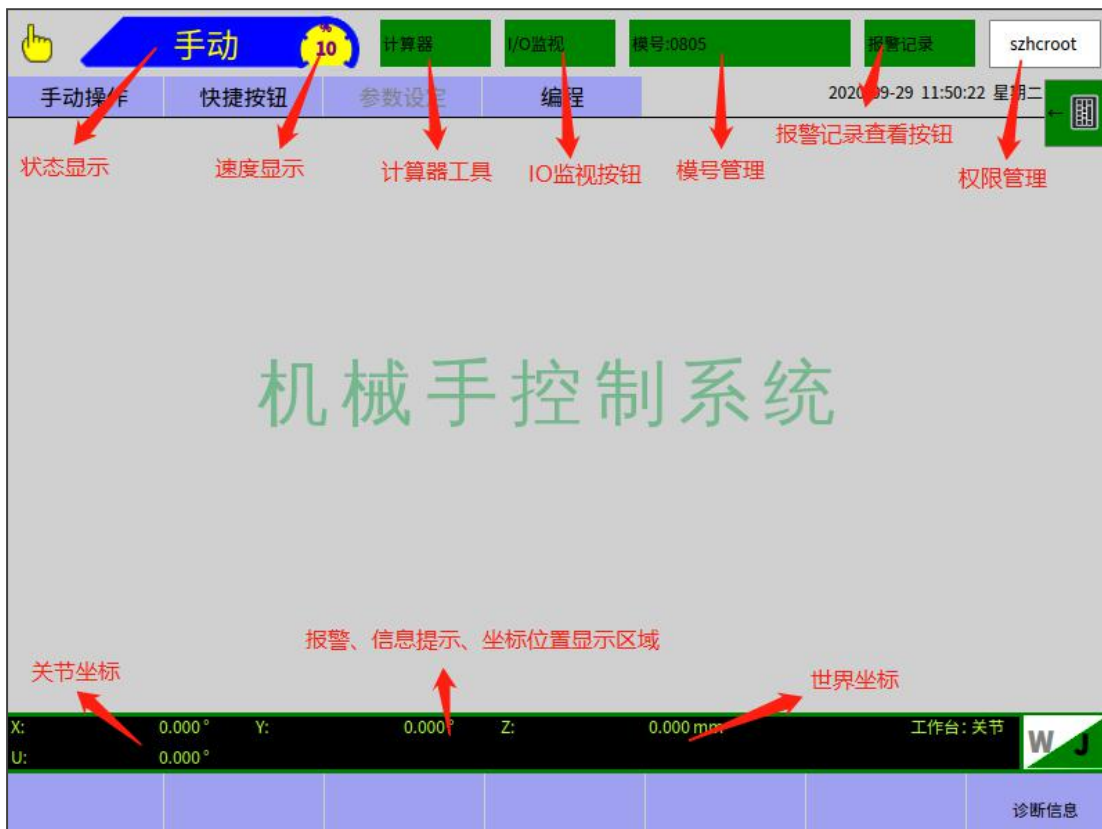 手动 % 10 计算器 I/O监视 模号:0805 报警记录 szhcroot
手动操作 快捷按钮 参数设定 编程 2020-09-29 11:50:22 星期二 ←
报警记录查看按钮
状态显示 速度显示 计算器工具 IO监视按钮 模号管理 权限管理
机械手控制系统
报警、信息提示、坐标位置显示区域
关节坐标 世界坐标
X: 0.000° Y: 0.000° Z: 0.000 mm 工作台:关节
U: 0.000° W J
诊断信息